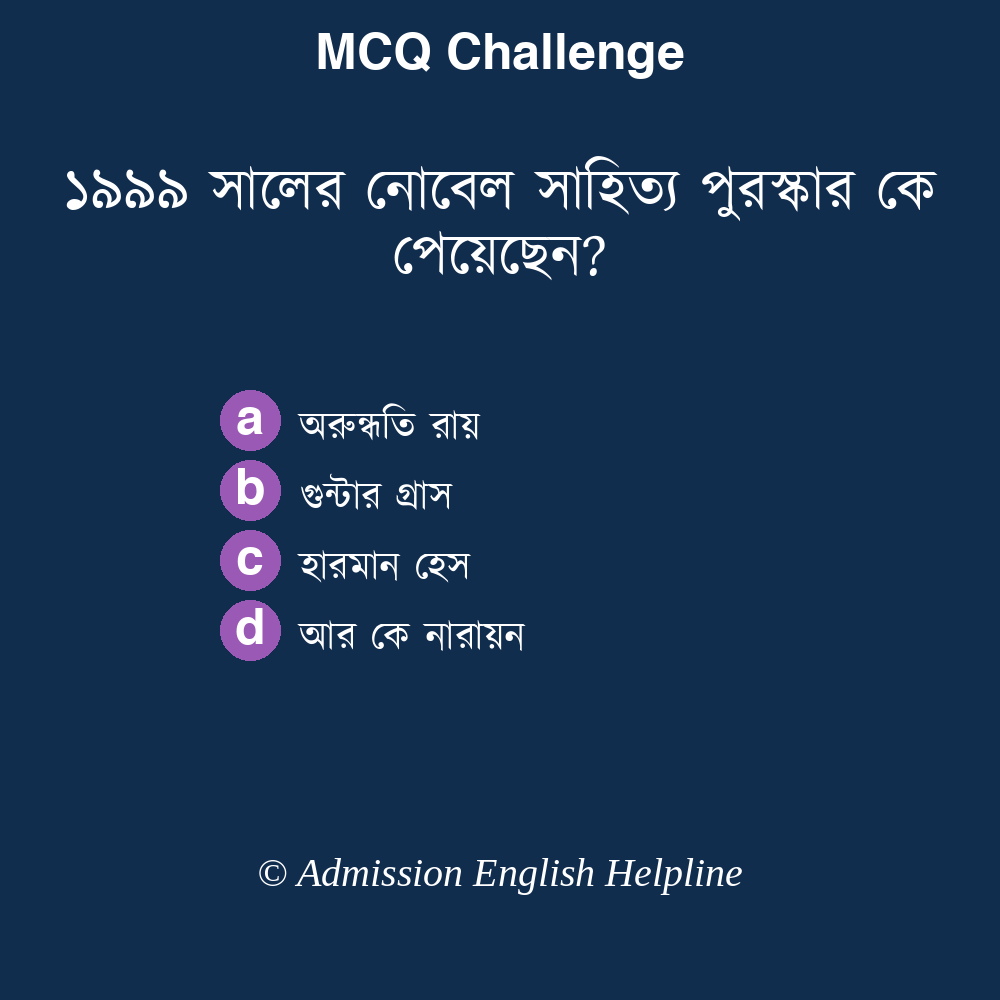 MCQ Challenge
১৯৯৯ সালের নোবেল সাহিত্য পুরস্কার কে
পেয়েছেন?
a অরুন্ধতি রায়
b গুন্টার গ্রাস
c হারমান হেস
d আর কে নারায়ন
© Admission English Helpline